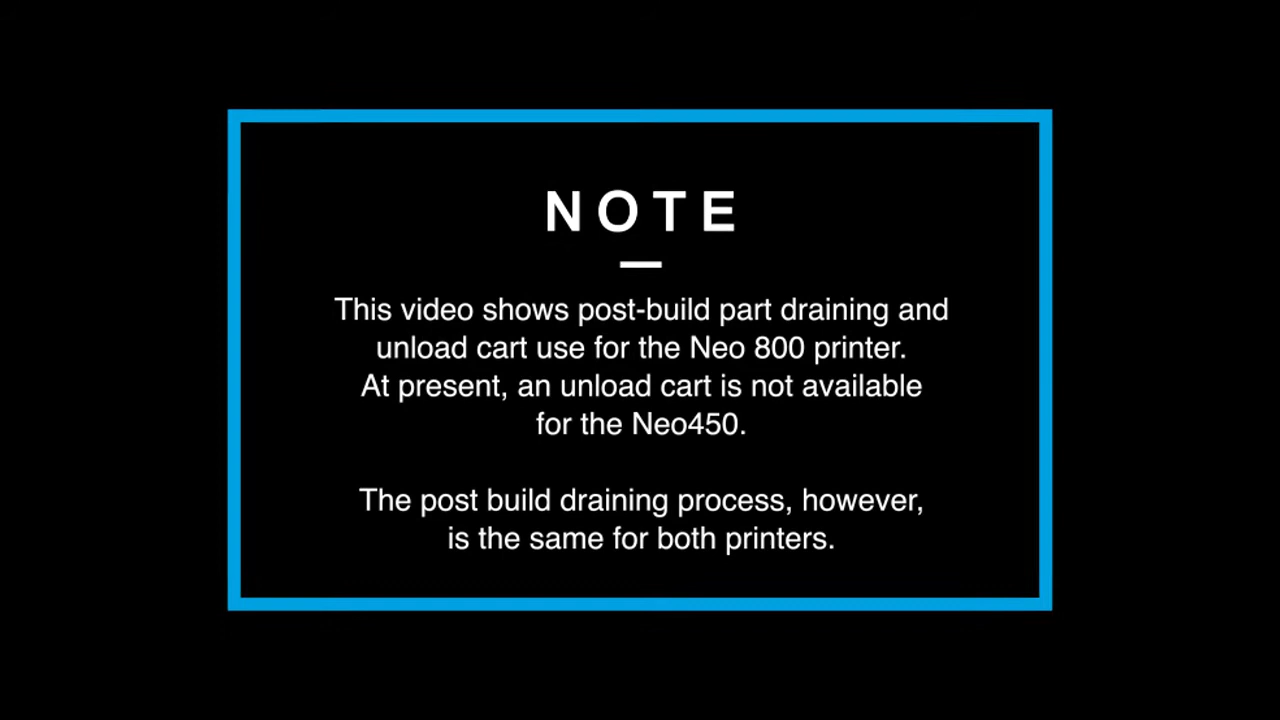 NOTE
This video shows post-build part draining and
unload cart use for the Neo 800 printer.
At present, an unload cart is not available
for the Neo450.
The post build draining process, however,
is the same for both printers.